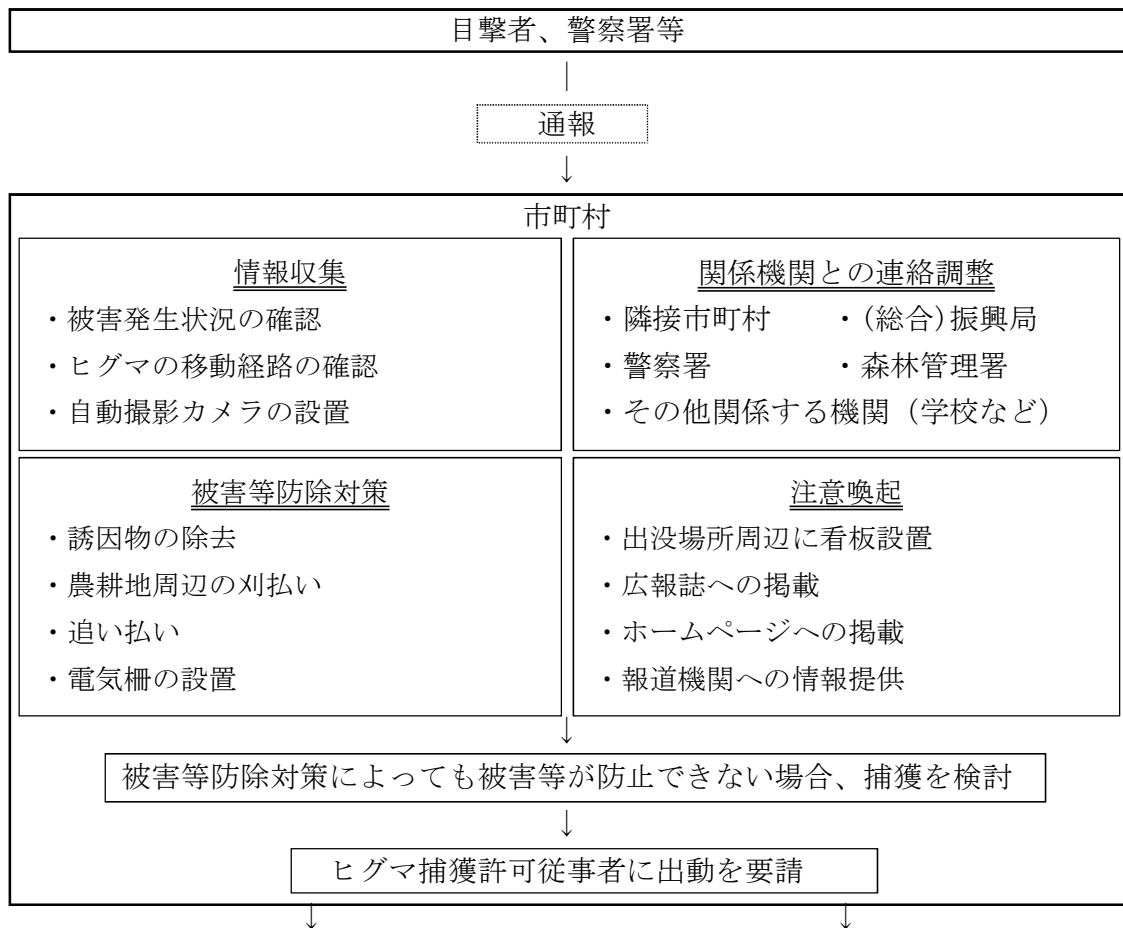 目撃者、警察署等
通報
市町村
情報収集
・被害発生状況の確認
・ヒグマの移動経路の確認
・自動撮影カメラの設置
関係機関との連絡調整
・隣接市町村　・(総合)振興局
・警察署　・森林管理署
・その他関係する機関（学校など）
被害等防除対策
・誘因物の除去
・農耕地周辺の刈払い
・追い払い
・電気柵の設置
注意喚起
・出没場所周辺に看板設置
・広報誌への掲載
・ホームページへの掲載
・報道機関への情報提供
被害等防除対策によっても被害等が防止できない場合、捕獲を検討
ヒグマ捕獲許可従事者に出動を要請